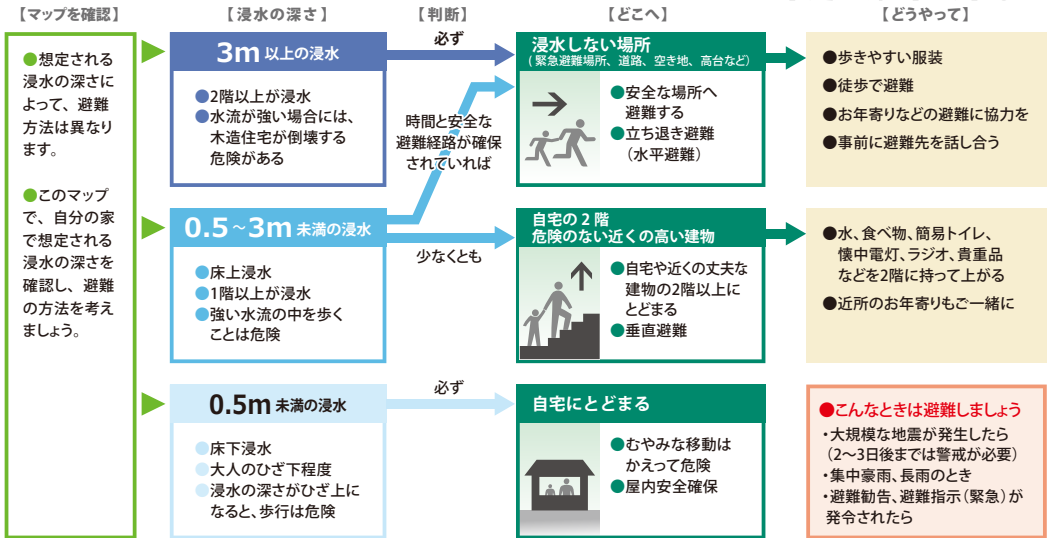 【マップを確認】
【浸水の深さ】
【判断】
【どこへ】
【どうやって】
●想定される
浸水の深さに
よって、避難
方法は異なり
ます。
●このマップ
で、自分の家
で想定される
浸水の深さを
確認し、避難
の方法を考え
ましょう。
3m 以上の浸水
●2階以上が浸水
●水流が強い場合には、
木造住宅が倒壊する
危険がある
必ず
浸水しない場所
(緊急避難場所、道路、空き地、高台など)
●安全な場所へ
避難する
●立ち退き避難
(水平避難)
●歩きやすい服装
●徒歩で避難
●お年寄りなどの避難に協力を
●事前に避難先を話し合う
時間と安全な
避難経路が確保
されていれば
0.5～3m 未満の浸水
●床上浸水
●1階以上が浸水
●強い水流の中を歩く
ことは危険
少なくとも
自宅の2階
危険のない近くの高い建物
●自宅や近くの丈夫な
建物の2階以上に
とどまる
●垂直避難
●水、食べ物、簡易トイレ、
懐中電灯、ラジオ、貴重品
などを2階に持って上がる
●近所のお年寄りもご一緒に
0.5m 未満の浸水
●床下浸水
●大人のひざ下程度
●浸水の深さがひざ上に
なると、歩行は危険
必ず
自宅にとどまる
●むやみな移動は
かえって危険
●屋内安全確保
●こんなときは避難しましょう
・大規模な地震が発生したら
(2～3日後までは警戒が必要)
・集中豪雨、長雨のとき
・避難勧告、避難指示(緊急)が
発令されたら